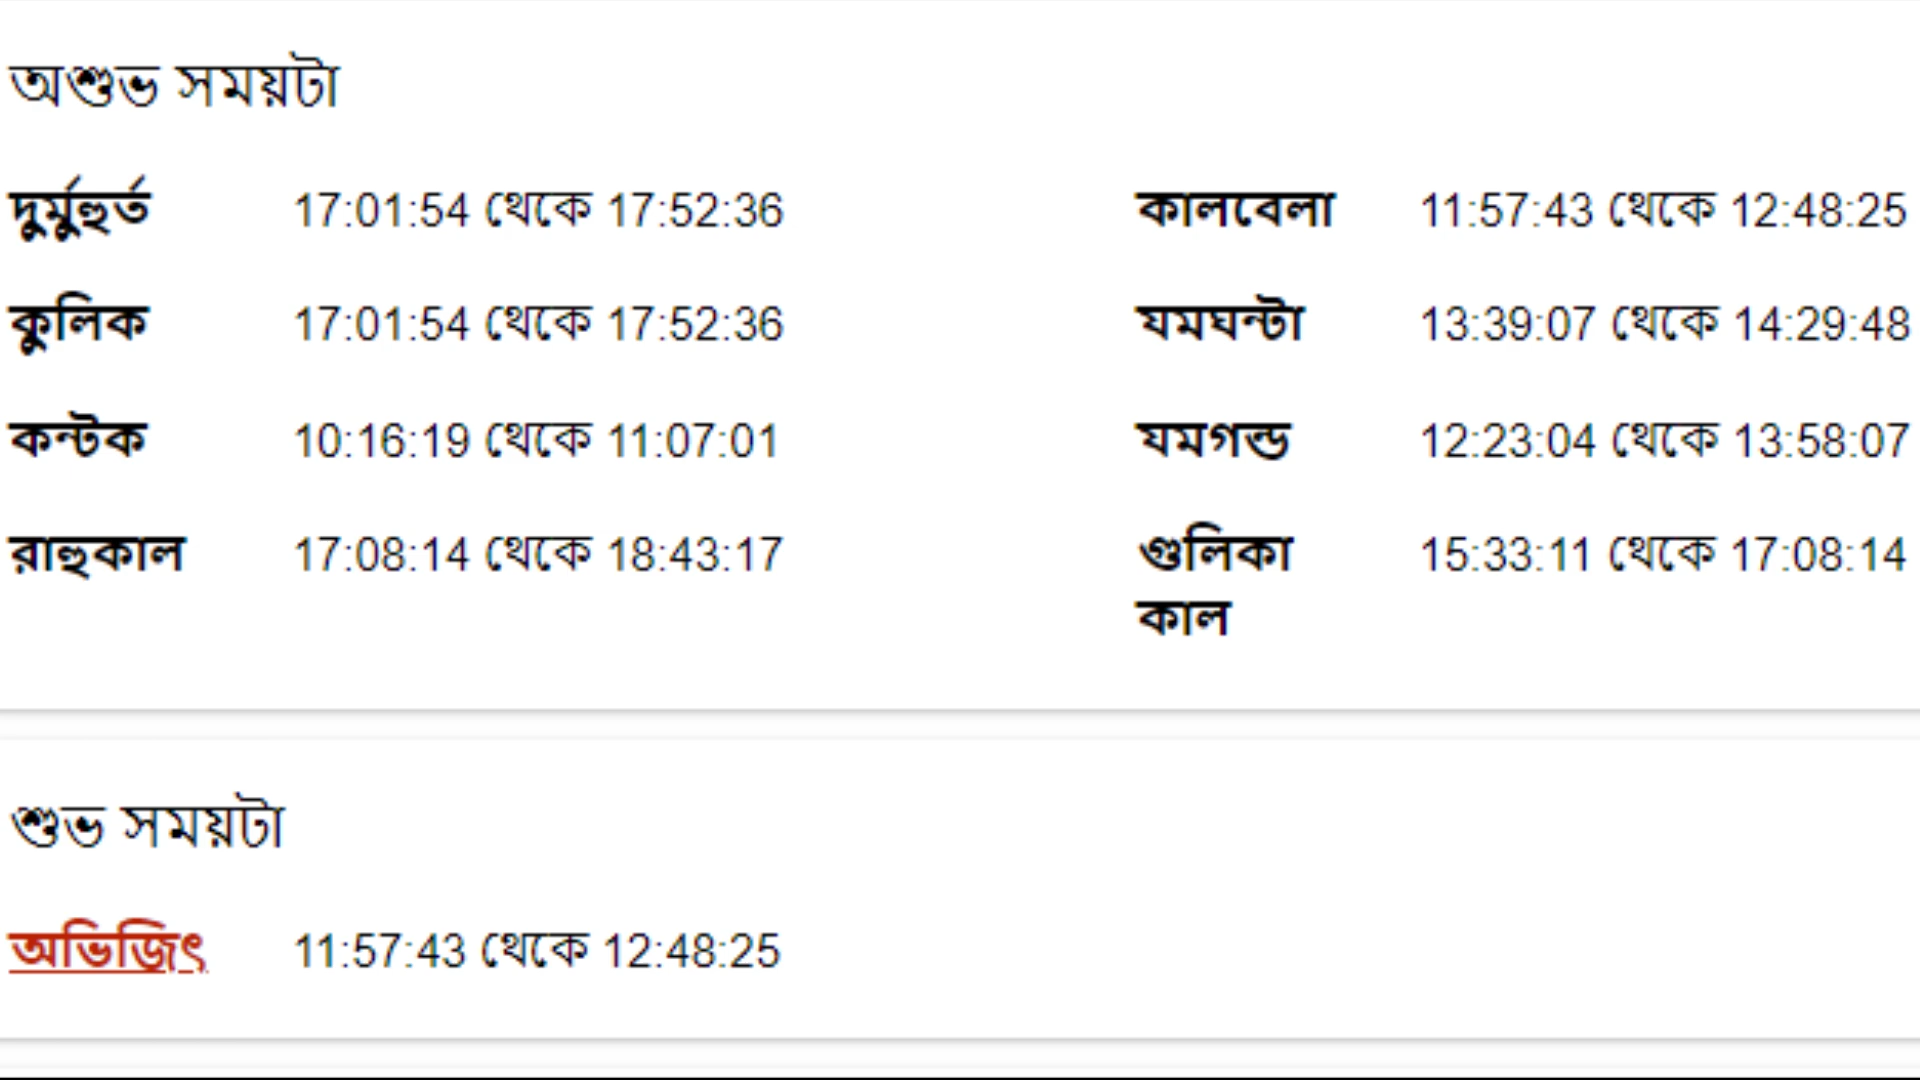 অশুভ সময়টা
দুর্মুহুর্ত 17:01:54 থেকে 17:52:36 কালবেলা 11:57:43 থেকে 12:48:25
কুলিক 17:01:54 থেকে 17:52:36 যমঘন্টা 13:39:07 থেকে 14:29:48
কন্টক 10:16:19 থেকে 11:07:01 যমগন্ড 12:23:04 থেকে 13:58:07
রাহুকাল 17:08:14 থেকে 18:43:17 গুলিকা 15:33:11 থেকে 17:08:14
কাল
শুভ সময়টা
অভিজিৎ 11:57:43 থেকে 12:48:25